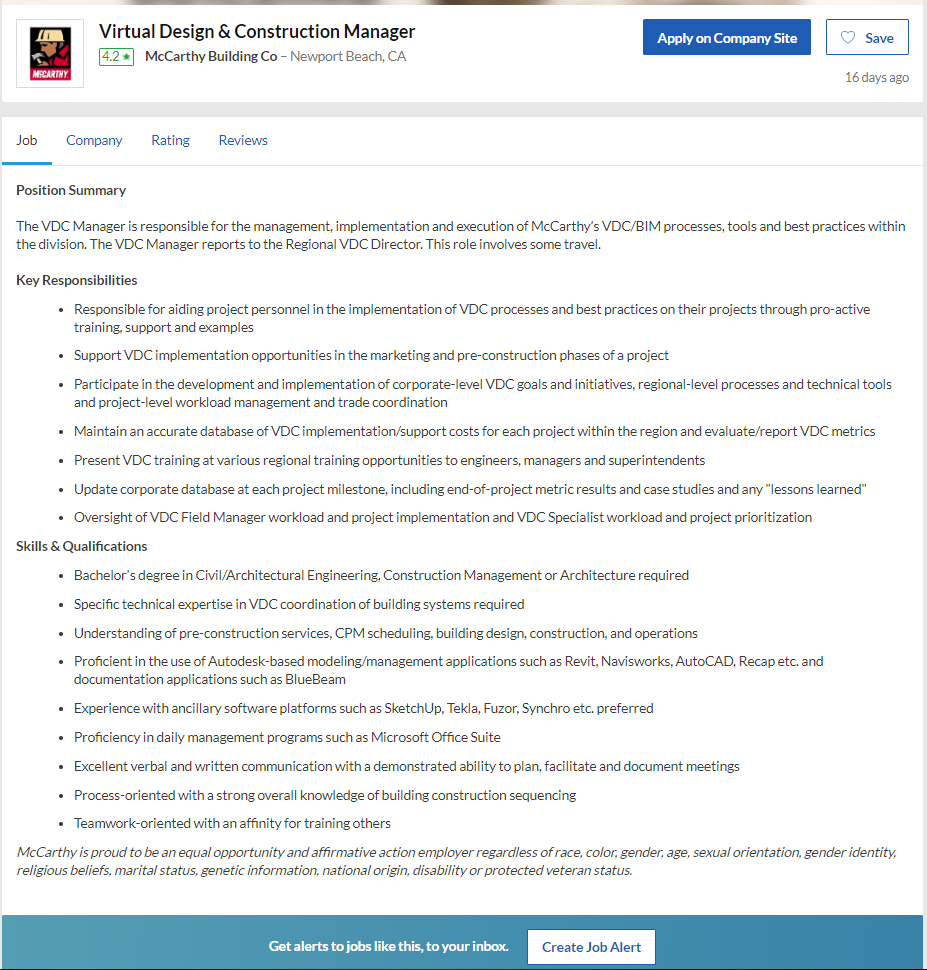 Virtual Design & Construction Manager
4.2 ★ McCarthy Building Co – Newport Beach, CA
Apply on Company Site
Save
16 days ago
McCARTHY
Job Company Rating Reviews
Position Summary
The VDC Manager is responsible for the management, implementation and execution of McCarthy's VDC/BIM processes, tools and best practices within
the division. The VDC Manager reports to the Regional VDC Director. This role involves some travel.
Key Responsibilities
• Responsible for aiding project personnel in the implementation of VDC processes and best practices on their projects through pro-active
training, support and examples
• Support VDC implementation opportunities in the marketing and pre-construction phases of a project
• Participate in the development and implementation of corporate-level VDC goals and initiatives, regional-level processes and technical tools
and project-level workload management and trade coordination
• Maintain an accurate database of VDC implementation/support costs for each project within the region and evaluate/report VDC metrics
• Present VDC training at various regional training opportunities to engineers, managers and superintendents
• Update corporate database at each project milestone, including end-of-project metric results and case studies and any "lessons learned"
• Oversight of VDC Field Manager workload and project implementation and VDC Specialist workload and project prioritization
Skills & Qualifications
• Bachelor's degree in Civil/Architectural Engineering, Construction Management or Architecture required
• Specific technical expertise in VDC coordination of building systems required
• Understanding of pre-construction services, CPM scheduling, building design, construction, and operations
• Proficient in the use of Autodesk-based modeling/management applications such as Revit, Navisworks, AutoCAD, Recap etc. and
documentation applications such as BlueBeam
• Experience with ancillary software platforms such as SketchUp, Tekla, Fuzor, Synchro etc. preferred
• Proficiency in daily management programs such as Microsoft Office Suite
• Excellent verbal and written communication with a demonstrated ability to plan, facilitate and document meetings
• Process-oriented with a strong overall knowledge of building construction sequencing
• Teamwork-oriented with an affinity for training others
McCarthy is proud to be an equal opportunity and affirmative action employer regardless of race, color, gender, age, sexual orientation, gender identity,
religious beliefs, marital status, genetic information, national origin, disability or protected veteran status.
Get alerts to jobs like this, to your inbox.
Create Job Alert